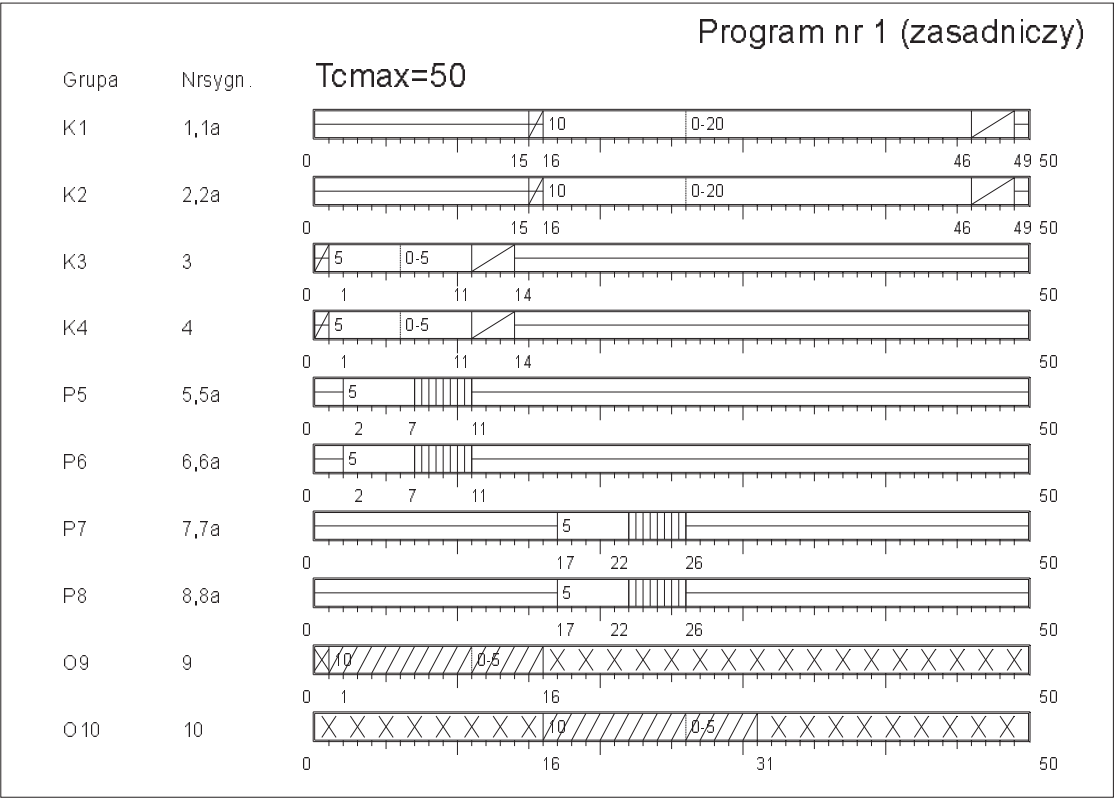 Program nr 1 (zasadniczy)
Grupa Nrsygn. Tcmax=50
K1 1,1a 10 0-20
0 15 16 46 49 50
K2 2,2a 10 0-20
0 15 16 46 49 50
K3 3 5 0-5
0 1 11 14 50
K4 4 5 0-5
0 1 11 14 50
P5 5,5a 5
0 2 7 11 50
P6 6,6a 5
0 2 7 11 50
P7 7,7a 5
0 17 22 26 50
P8 8,8a 5
0 17 22 26 50
O9 9 10 0-5
0 1 16 50
O10 10 10 0-5
0 16 31 50